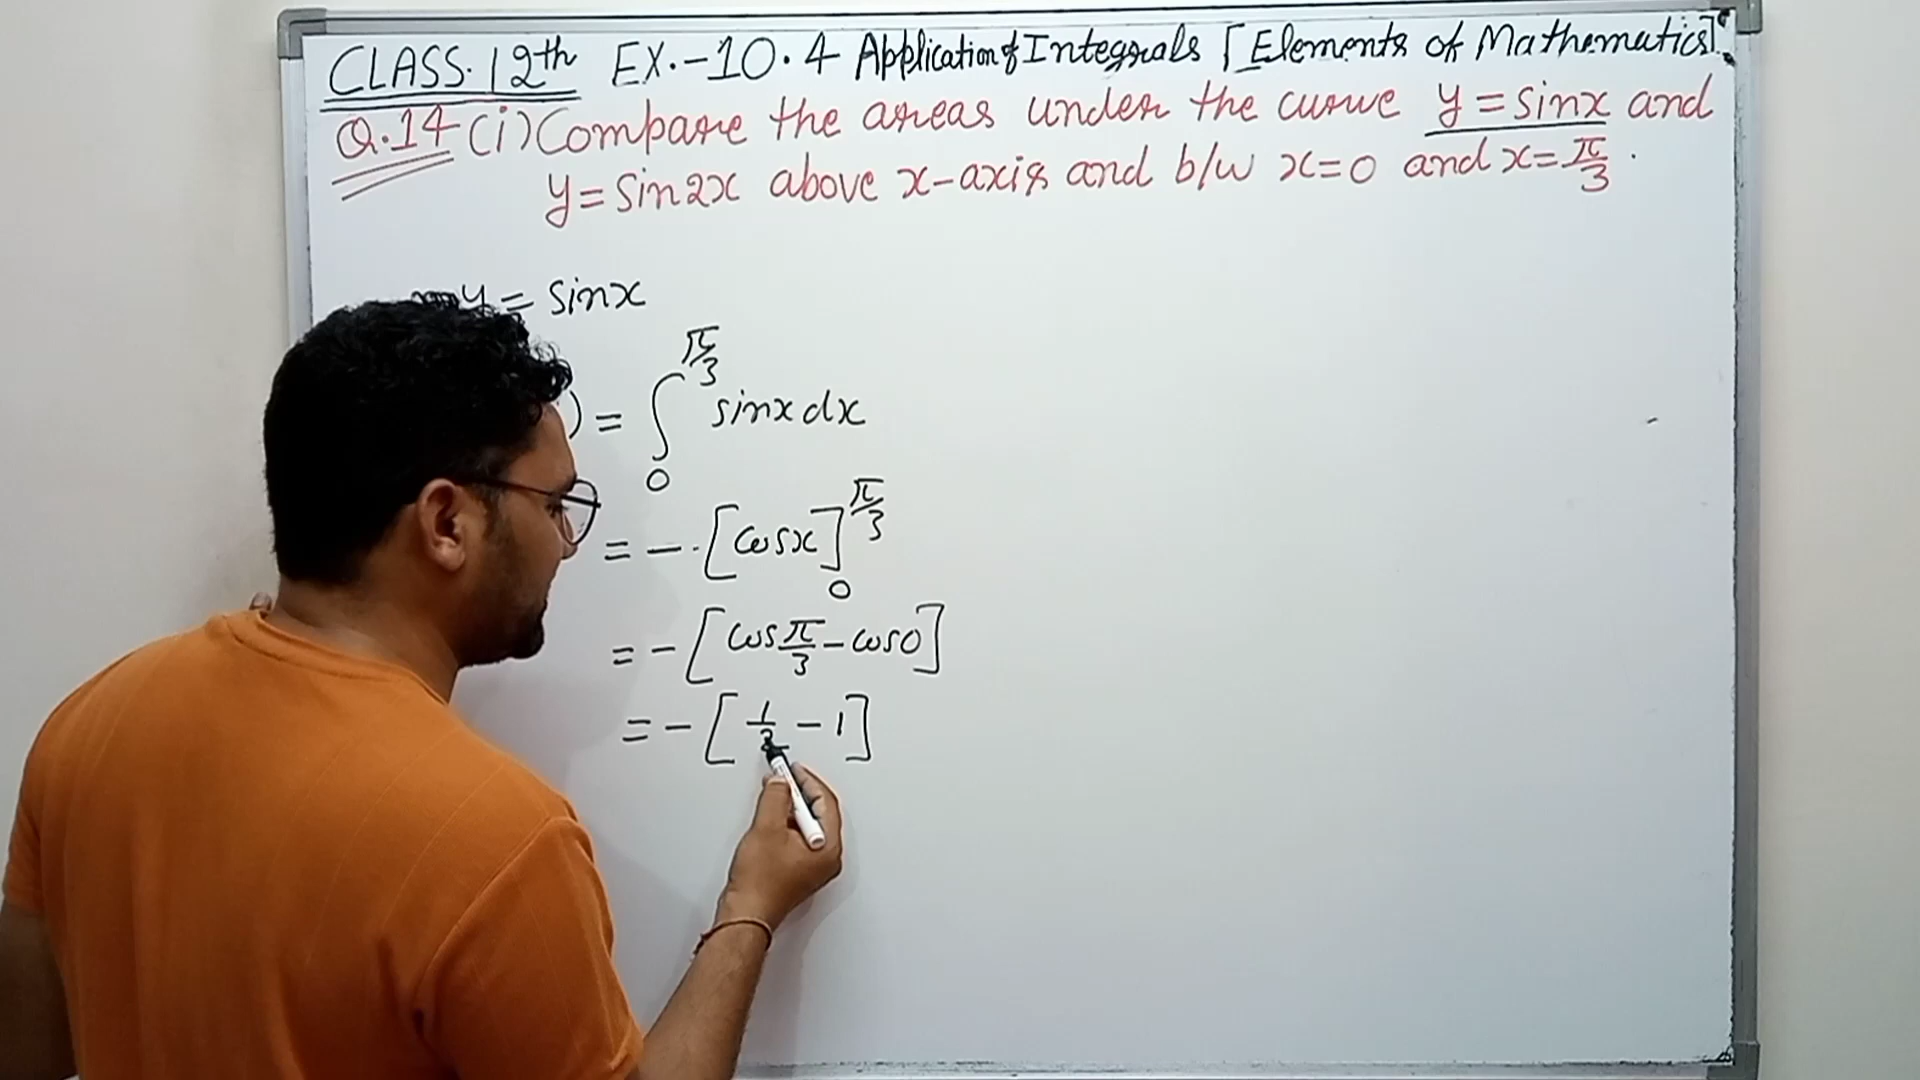 CLASS. 12th EX.-10.4 Application of Integrals [Elements of Mathematics]
Q.14 (i) Compare the areas under the curve y = sinx and
y = sin2x above x-axis and b/w x=0 and x=π/3.
y = sinx
) = ∫₀^(π/3) sinx dx
= -.[cosx]₀^(π/3)
= -[cos π/3 - cos0]
= -[1/2 - 1]